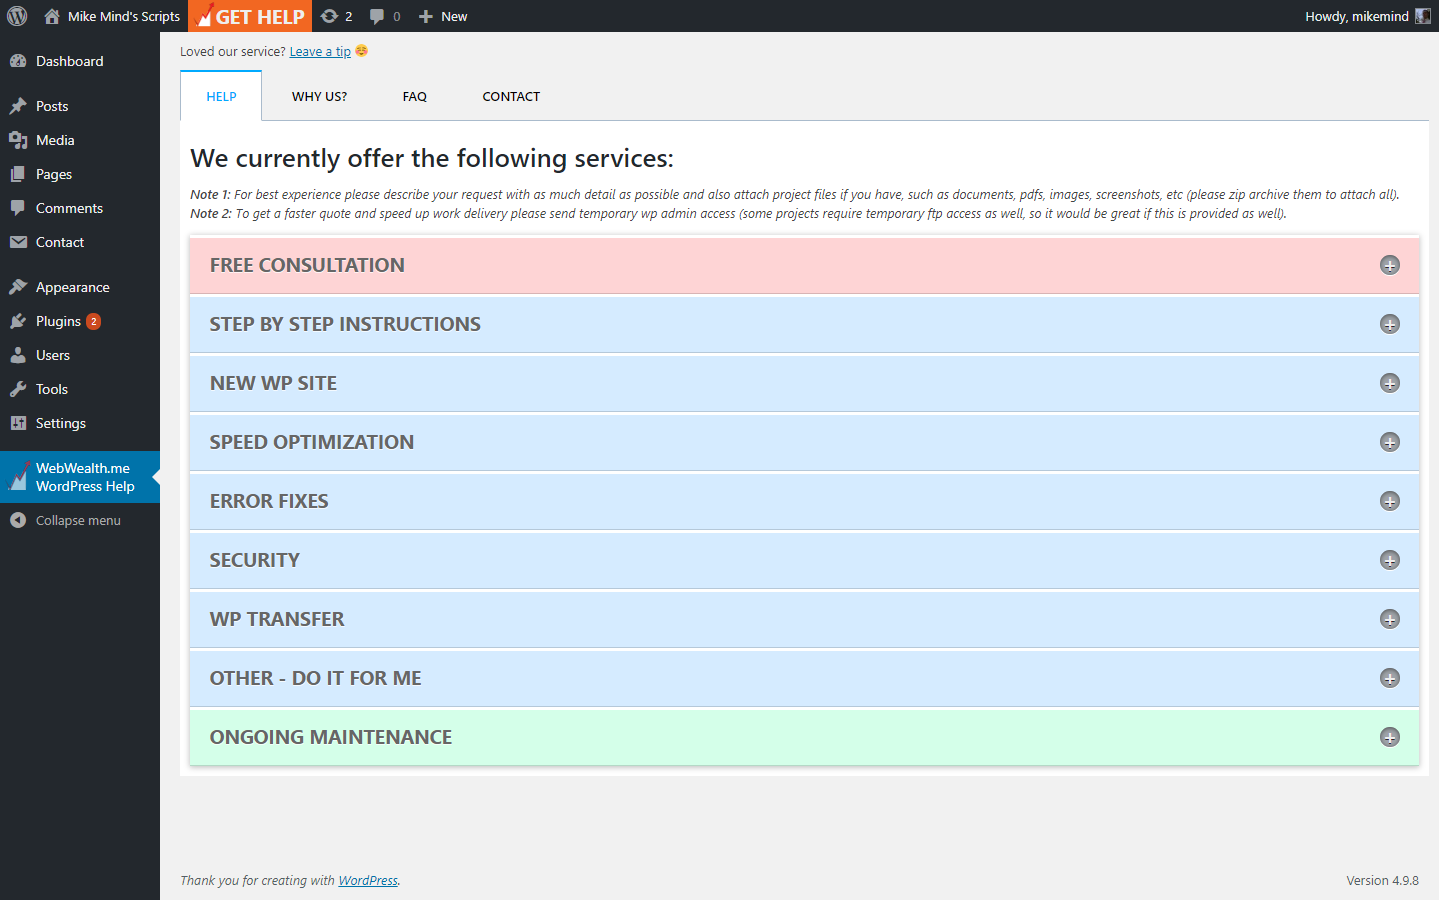 Mike Mind's Scripts GET HELP 2 0 New Howdy, mikemind
Dashboard
Posts
Media
Pages
Comments
Contact
Appearance
Plugins 2
Users
Tools
Settings
WebWealth.me
WordPress Help
Collapse menu
Loved our service? Leave a tip
HELP WHY US? FAQ CONTACT
We currently offer the following services:
Note 1: For best experience please describe your request with as much detail as possible and also attach project files if you have, such as documents, pdfs, images, screenshots, etc (please zip archive them to attach all).
Note 2: To get a faster quote and speed up work delivery please send temporary wp admin access (some projects require temporary ftp access as well, so it would be great if this is provided as well).
FREE CONSULTATION
STEP BY STEP INSTRUCTIONS
NEW WP SITE
SPEED OPTIMIZATION
ERROR FIXES
SECURITY
WP TRANSFER
OTHER - DO IT FOR ME
ONGOING MAINTENANCE
Thank you for creating with WordPress. Version 4.9.8